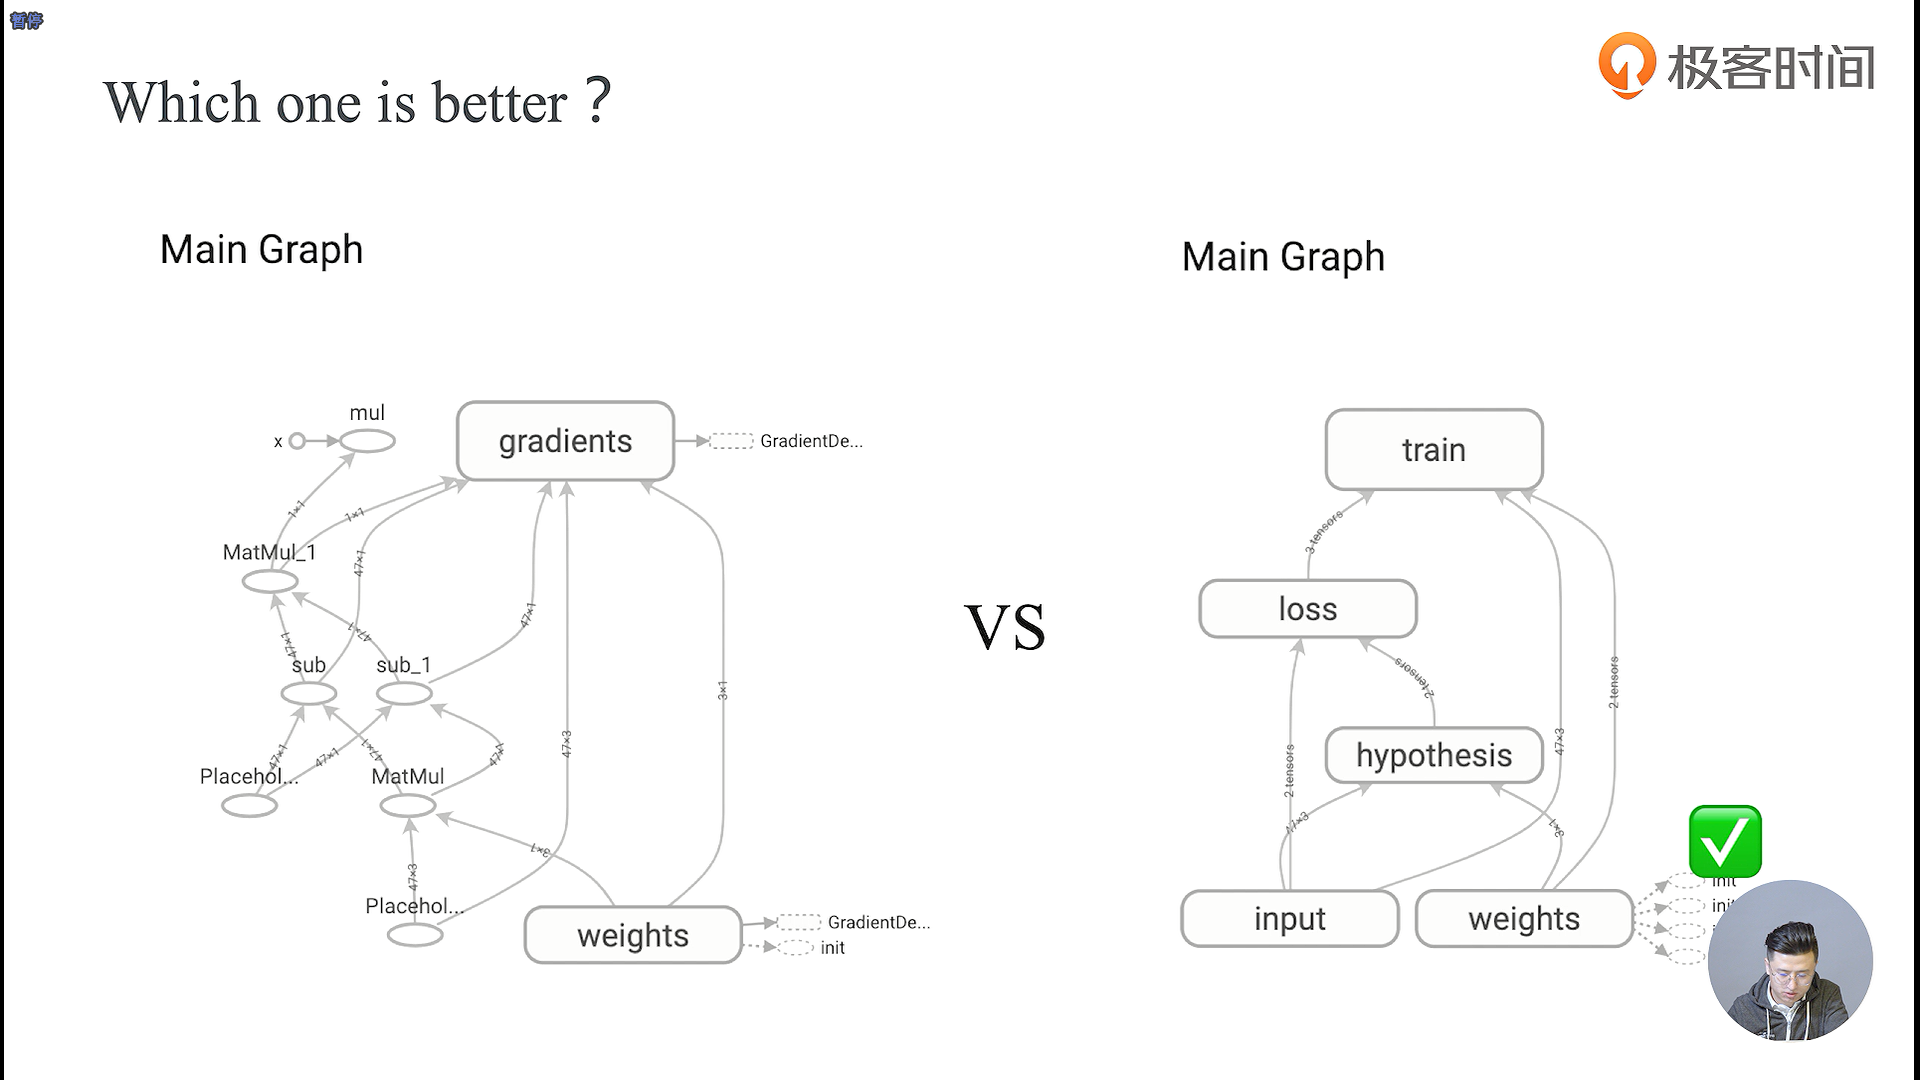 暂停
极客时间
Which one is better？
Main Graph
mul
x
gradients
GradientDe...
1×1
1×1
MatMul_1
47×1
47×1
47×1
47×1
sub
sub_1
3×1
47×3
47×1
47×1
47×1
47×1
Placehol...
MatMul
3×1
47×3
Placehol...
weights
GradientDe...
init
VS
Main Graph
train
3 tensors
loss
2 tensors
2 tensors
47×3
2 tensors
hypothesis
47×3
3×1
input
weights
init